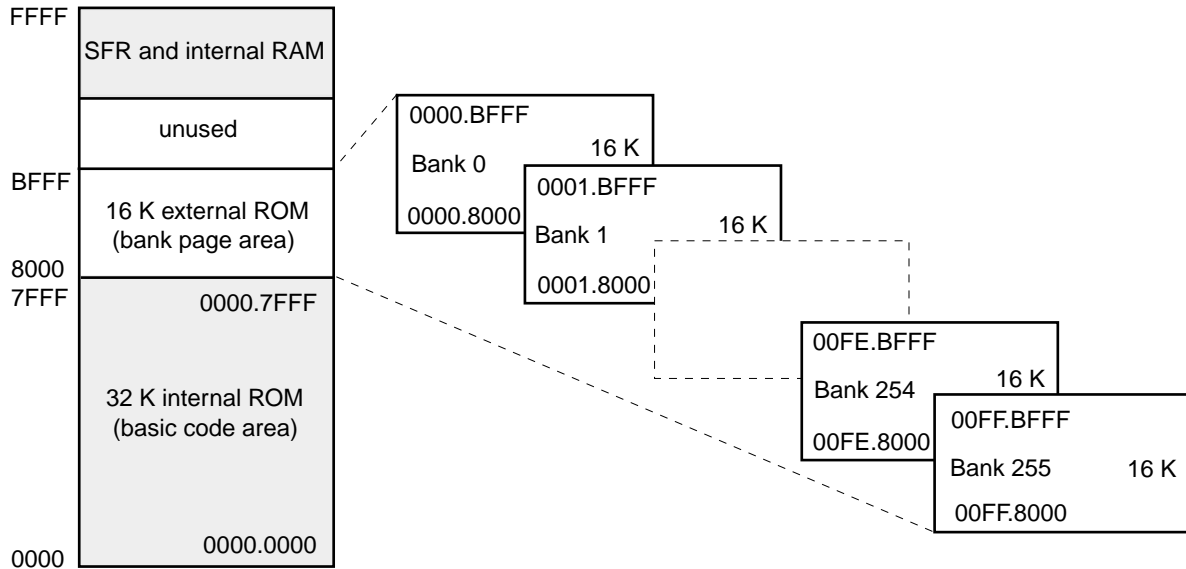 FFFF
SFR and internal RAM
unused
BFFF
16 K external ROM
(bank page area)
8000
7FFF
0000.7FFF
32 K internal ROM
(basic code area)
0000.0000
0000
0000.BFFF
16 K
Bank 0
0000.8000
0001.BFFF
16 K
Bank 1
0001.8000
00FE.BFFF
16 K
Bank 254
00FE.8000
00FF.BFFF
Bank 255
16 K
00FF.8000